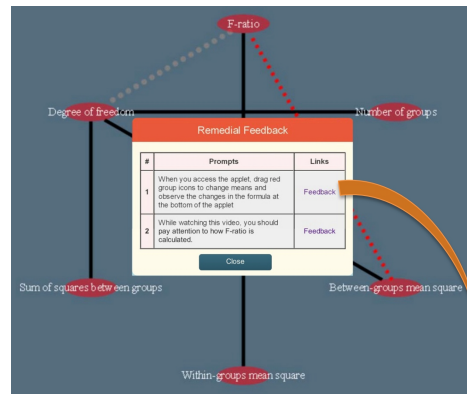 F-ratio
Degree of freedom
Number of groups
Remedial Feedback
# Prompts Links
1 When you access the applet, drag red
group icons to change means and
observe the changes in the formula at
the bottom of the applet
Feedback
2 While watching this video, you should
pay attention to how F-ratio is
calculated.
Feedback
Close
Sum of squares between groups
Between-groups mean square
Within-groups mean square